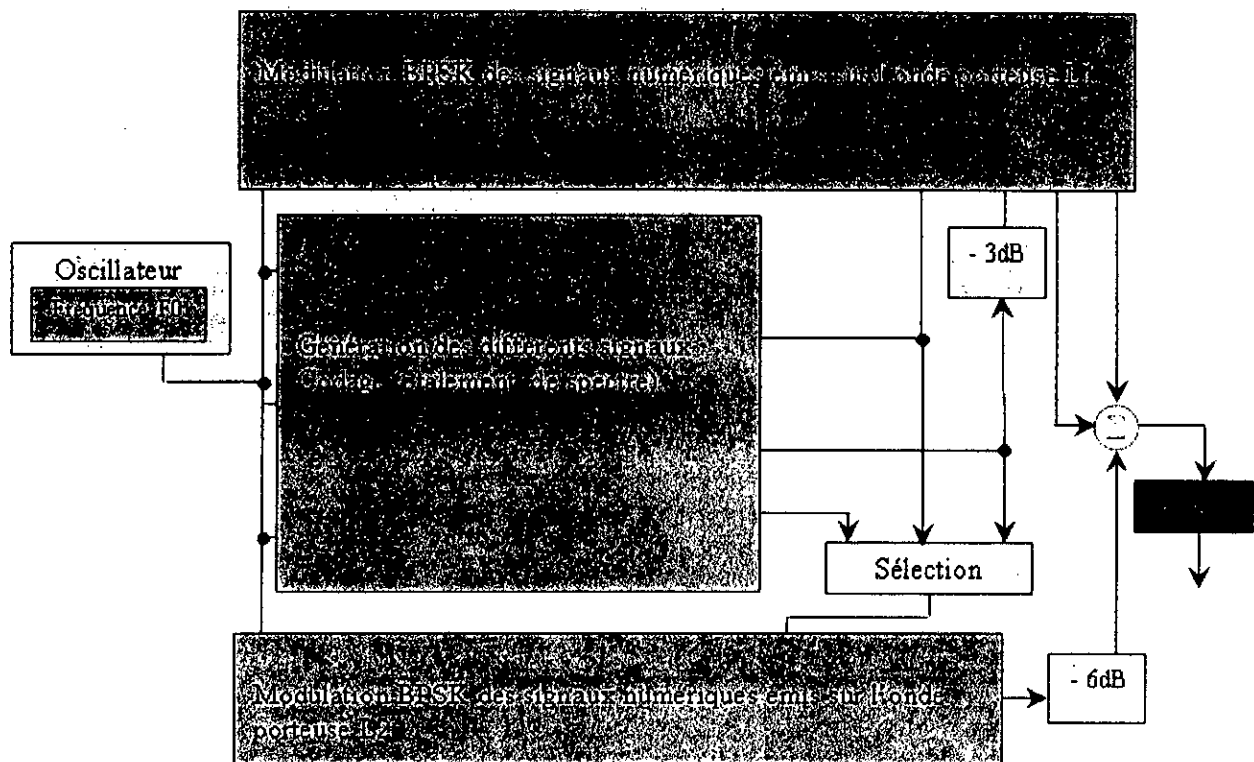 Modulation BPSK des signaux numériques émis sur l'onde porteuse L1
- 3dB
Oscillateur
Fréquence F0
Génération des différents signaux
Codage (étalement de spectre)
Σ
Sélection
- 6dB
Modulation BPSK des signaux numériques émis sur l'onde
porteuse L2